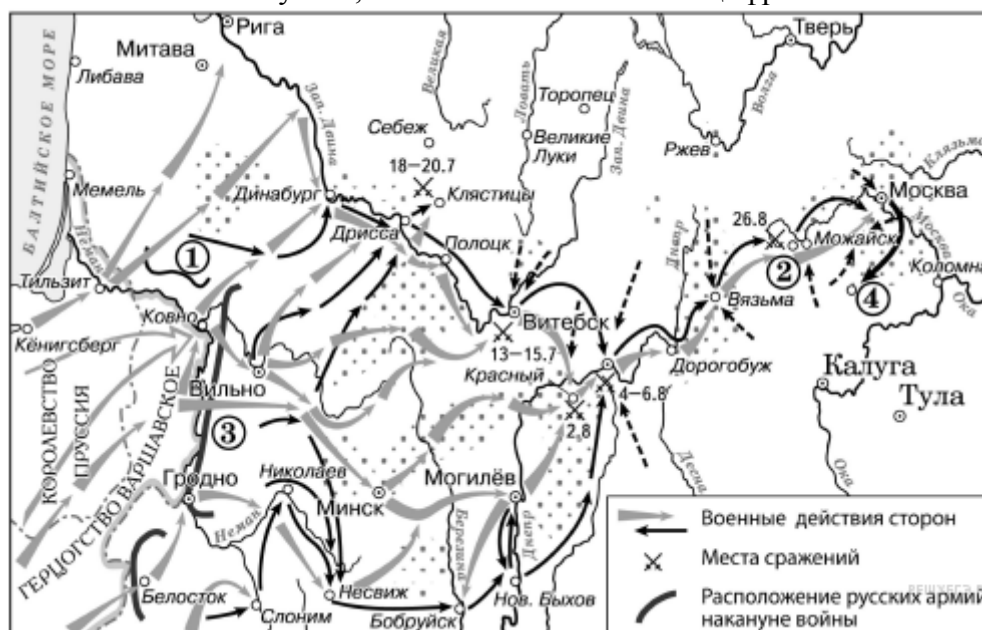 Рига
Тверь
Митава
Либава
БАЛТИЙСКОЕ МОРЕ
Зап. Двина
Великая
Ловать
Торопец
Волга
Себеж
Великие
Луки
Зап. Двина
Ржев
Клязьма
18–20.7
Клястицы
Москва
Мемель
Динабург
Дрисса
Полоцк
Днепр
26.8
Можайск
Москва
Неман
1
2
Коломна
4
Ока
Тильзит
Ковно
Витебск
Вязьма
Кёнигсберг
Вильно
13–15.7
Красный
Дорогобуж
Калуга
4–6.8
Тула
КОРОЛЕВСТВО
ПРУССИЯ
ГЕРЦОГСТВО ВАРШАВСКОЕ
3
2.8
Гродно
Николаев
Минск
Могилёв
Десна
Ока
Неман
Березина
Днепр
Белосток
Слоним
Несвиж
Бобруйск
Нов. Быхов
Военные действия сторон
Места сражений
Расположение русских армий
накануне войны